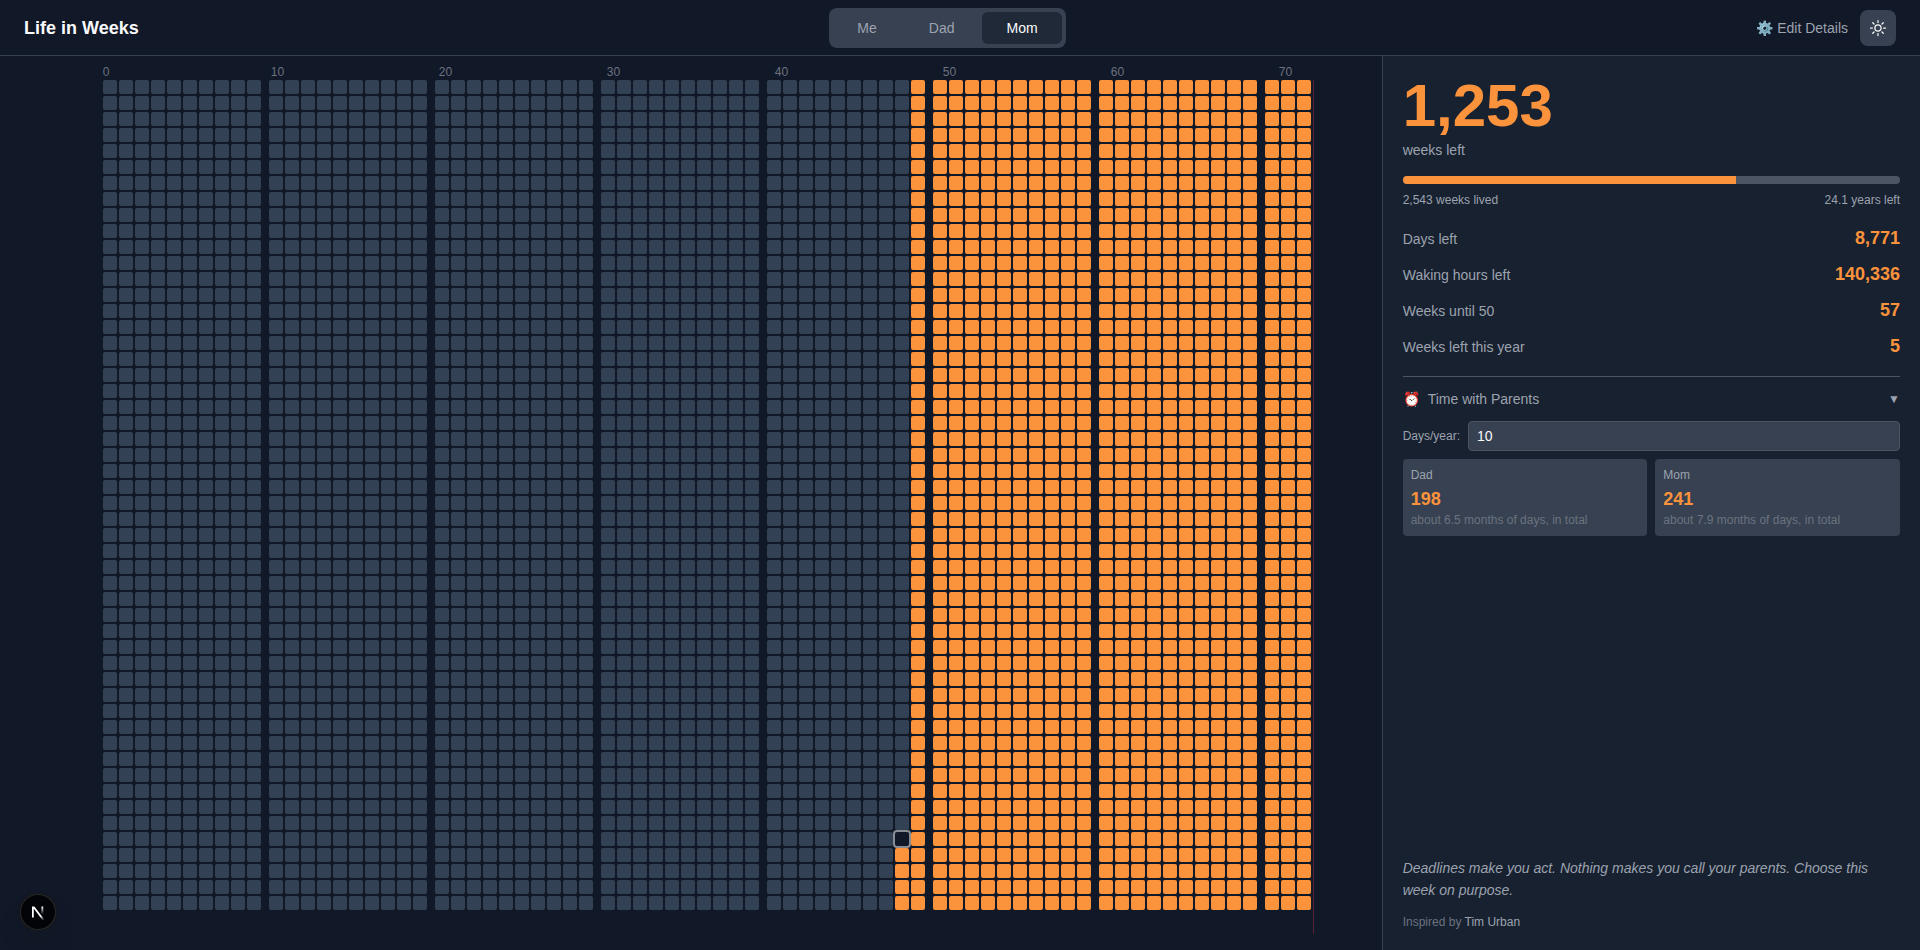 Life in Weeks
Me
Dad
Mom
⚙️ Edit Details
0 10 20 30 40 50 60 70
1,253
weeks left
2,543 weeks lived
24.1 years left
Days left
8,771
Waking hours left
140,336
Weeks until 50
57
Weeks left this year
5
⏰ Time with Parents ▼
Days/year: 10
Dad
198
about 6.5 months of days, in total
Mom
241
about 7.9 months of days, in total
Deadlines make you act. Nothing makes you call your parents. Choose this
week on purpose.
Inspired by Tim Urban
N